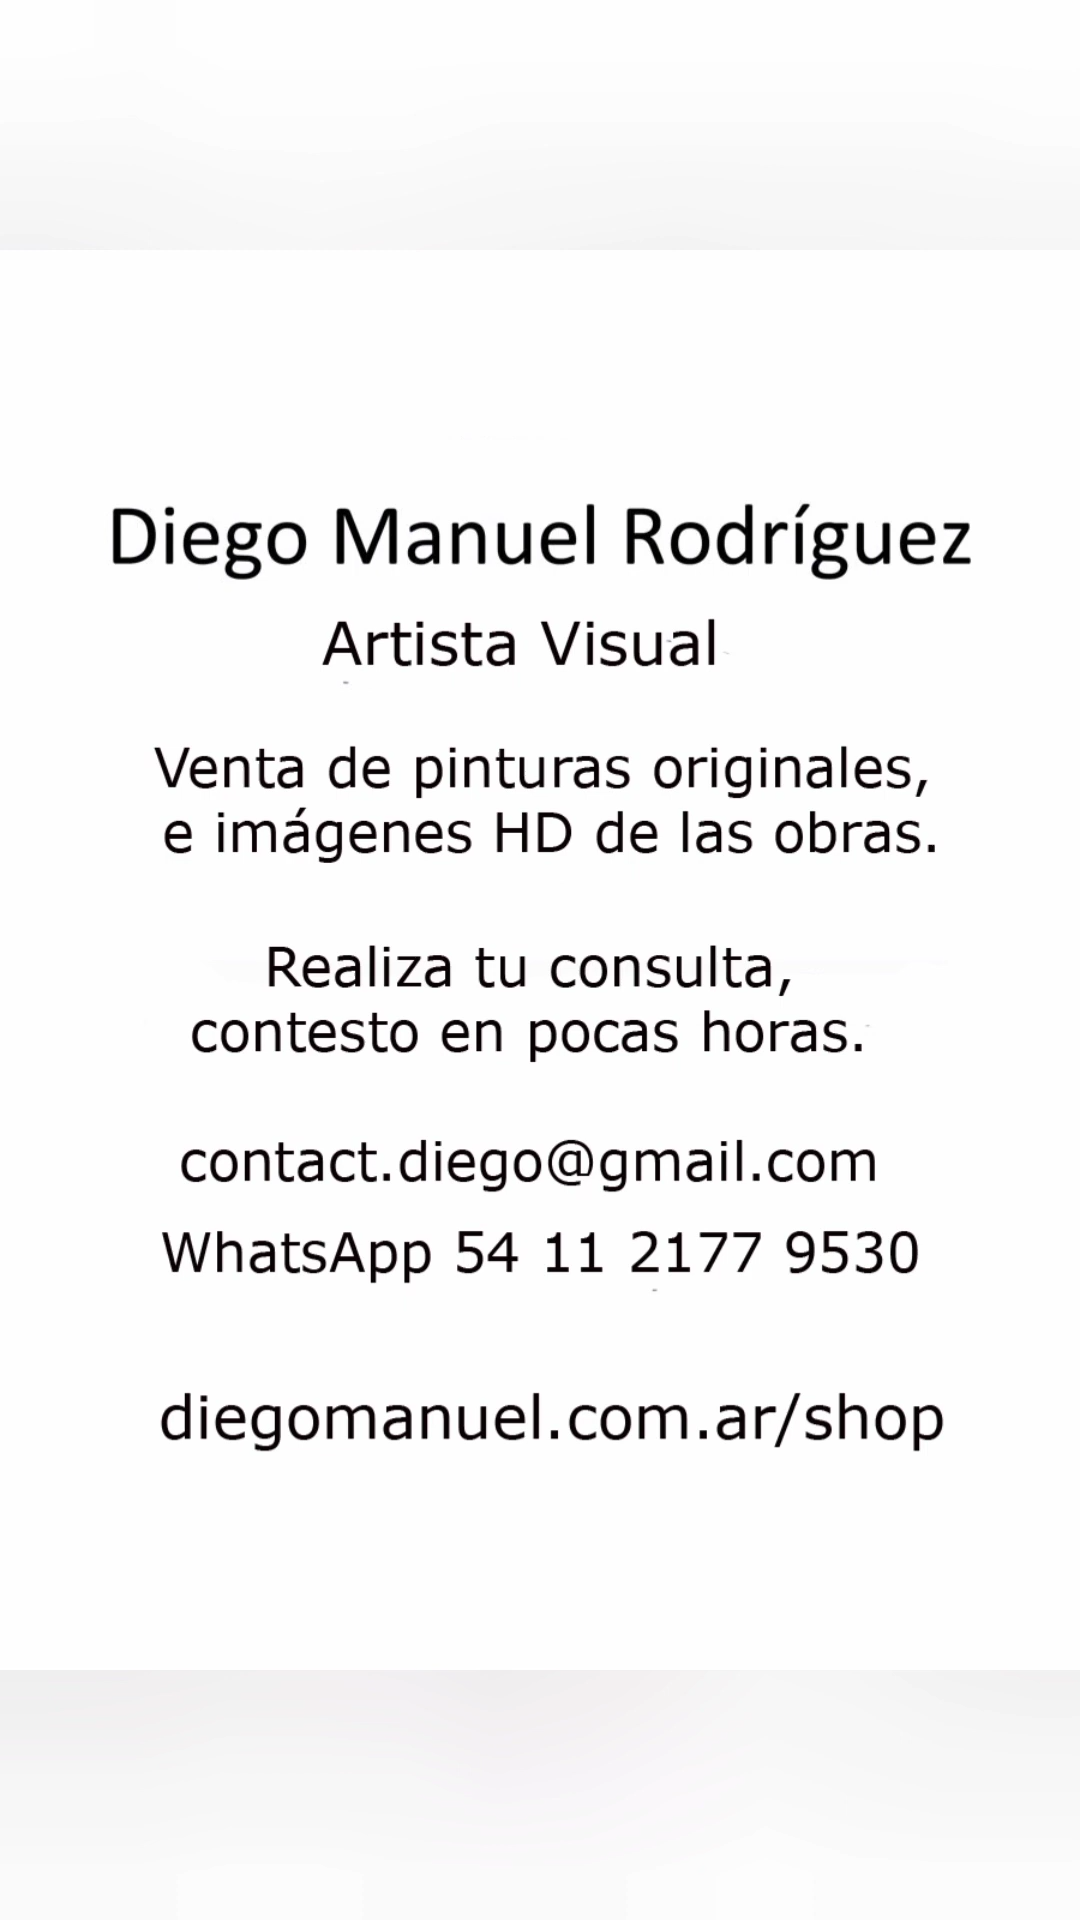 Diego Manuel Rodríguez
Artista Visual
Venta de pinturas originales,
e imágenes HD de las obras.
Realiza tu consulta,
contesto en pocas horas.
contact.diego@gmail.com
WhatsApp 54 11 2177 9530
diegomanuel.com.ar/shop